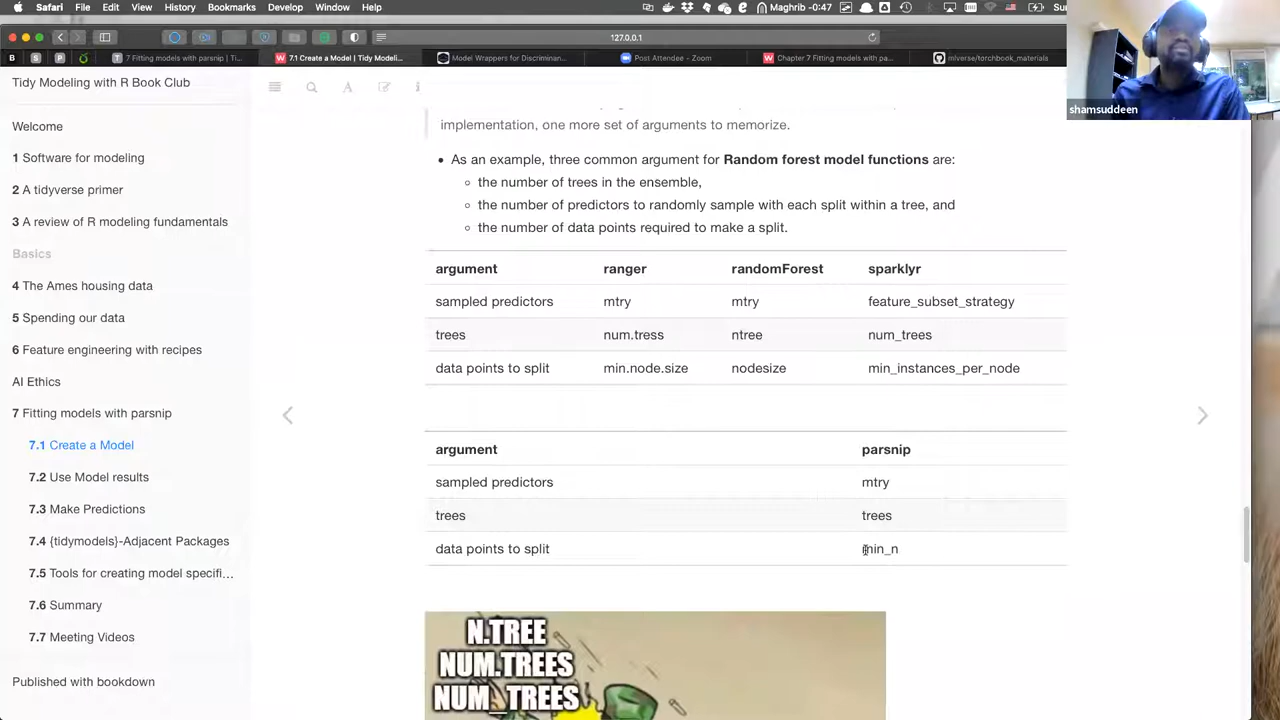 Safari File Edit View History Bookmarks Develop Window Help
Maghrib -0:47
127.0.0.1
B S P
7 Fitting models with parsnip | Ti...
7.1 Create a Model | Tidy Modeli...
Model Wrappers for Discriminan...
Post Attendee - Zoom
Chapter 7 Fitting models with pa...
mlverse/torchbook_materials
shamsuddeen
Tidy Modeling with R Book Club
Welcome
1 Software for modeling
2 A tidyverse primer
3 A review of R modeling fundamentals
Basics
4 The Ames housing data
5 Spending our data
6 Feature engineering with recipes
AI Ethics
7 Fitting models with parsnip
7.1 Create a Model
7.2 Use Model results
7.3 Make Predictions
7.4 {tidymodels}-Adjacent Packages
7.5 Tools for creating model specifi...
7.6 Summary
7.7 Meeting Videos
Published with bookdown
implementation, one more set of arguments to memorize.
• As an example, three common argument for Random forest model functions are:
◦ the number of trees in the ensemble,
◦ the number of predictors to randomly sample with each split within a tree, and
◦ the number of data points required to make a split.
argument ranger randomForest sparklyr
sampled predictors mtry mtry feature_subset_strategy
trees num.tress ntree num_trees
data points to split min.node.size nodesize min_instances_per_node
argument parsnip
sampled predictors mtry
trees trees
data points to split min_n
N.TREE
NUM.TREES
NUM_TREES